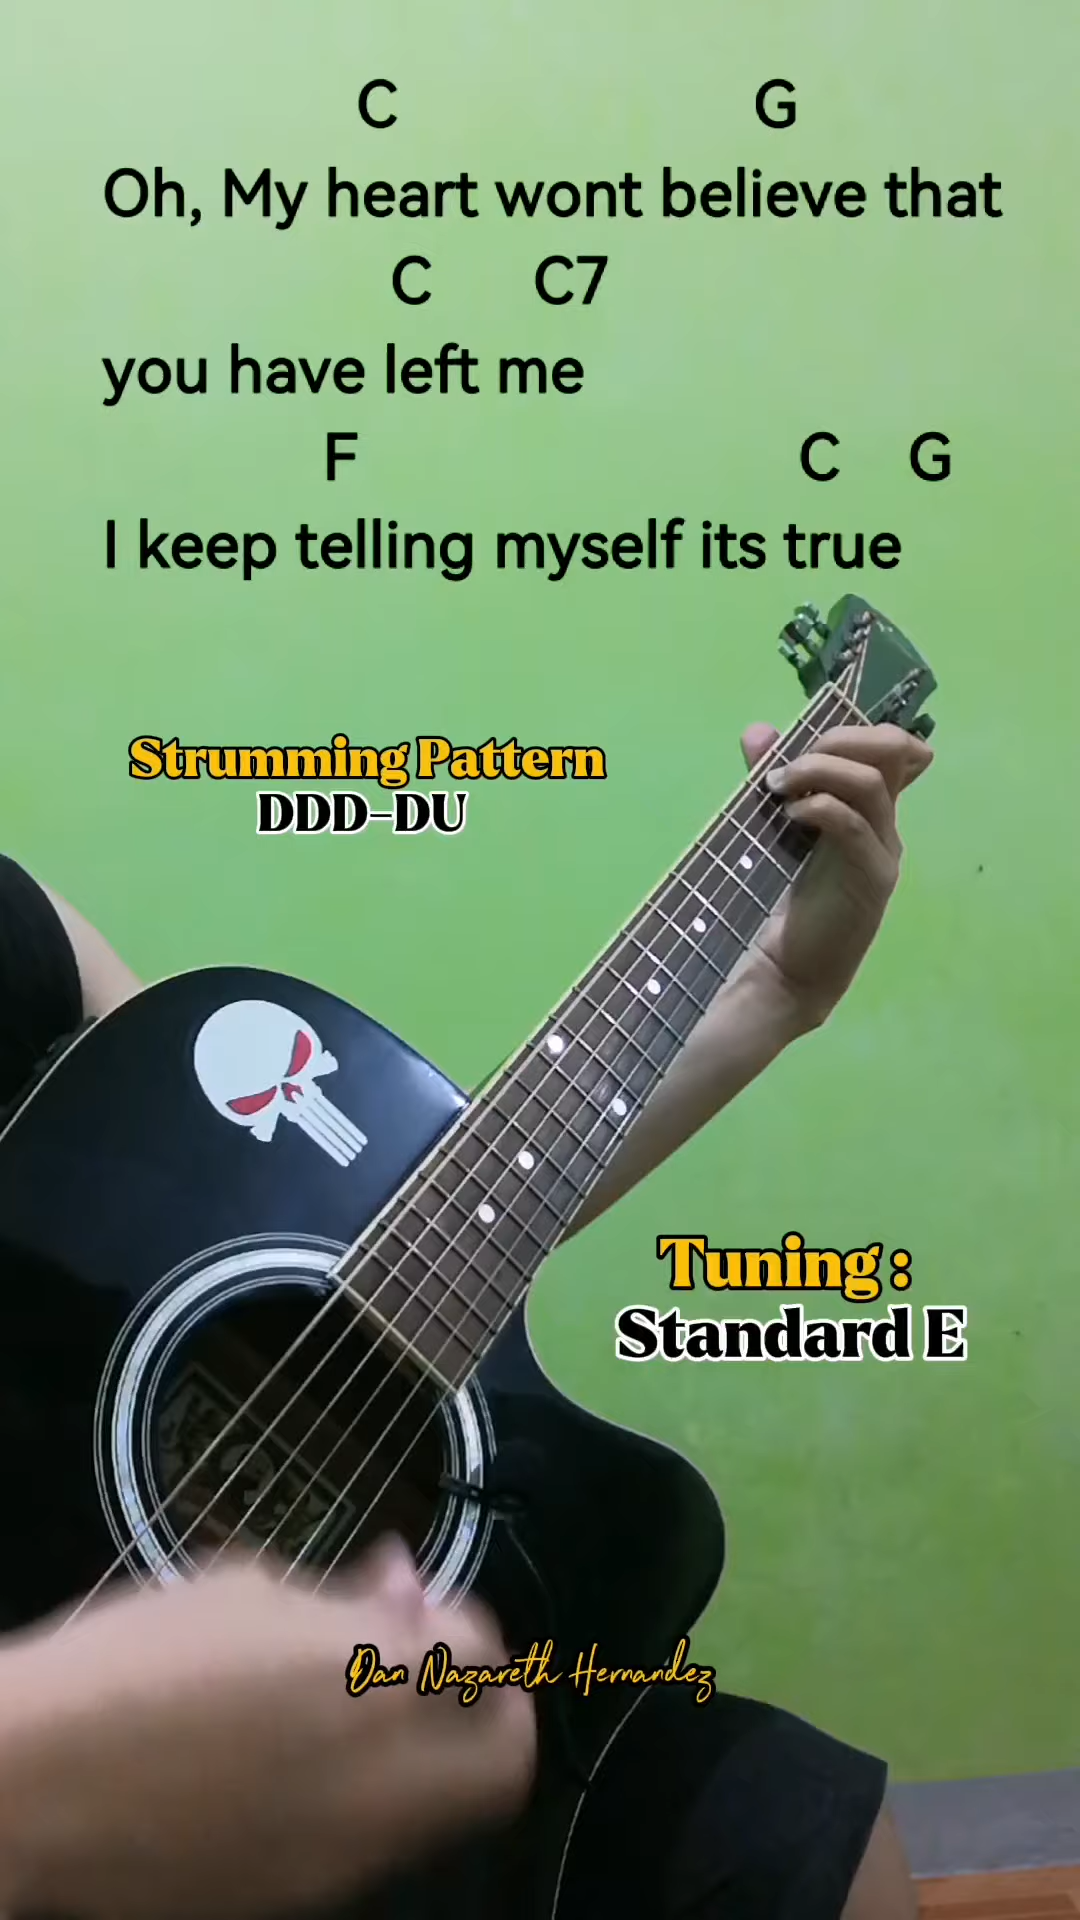 C G
Oh, My heart wont believe that
C C7
you have left me
F C G
I keep telling myself its true
Strumming Pattern
DDD-DU
Tuning :
Standard E
Dan Nazareth Hernandez